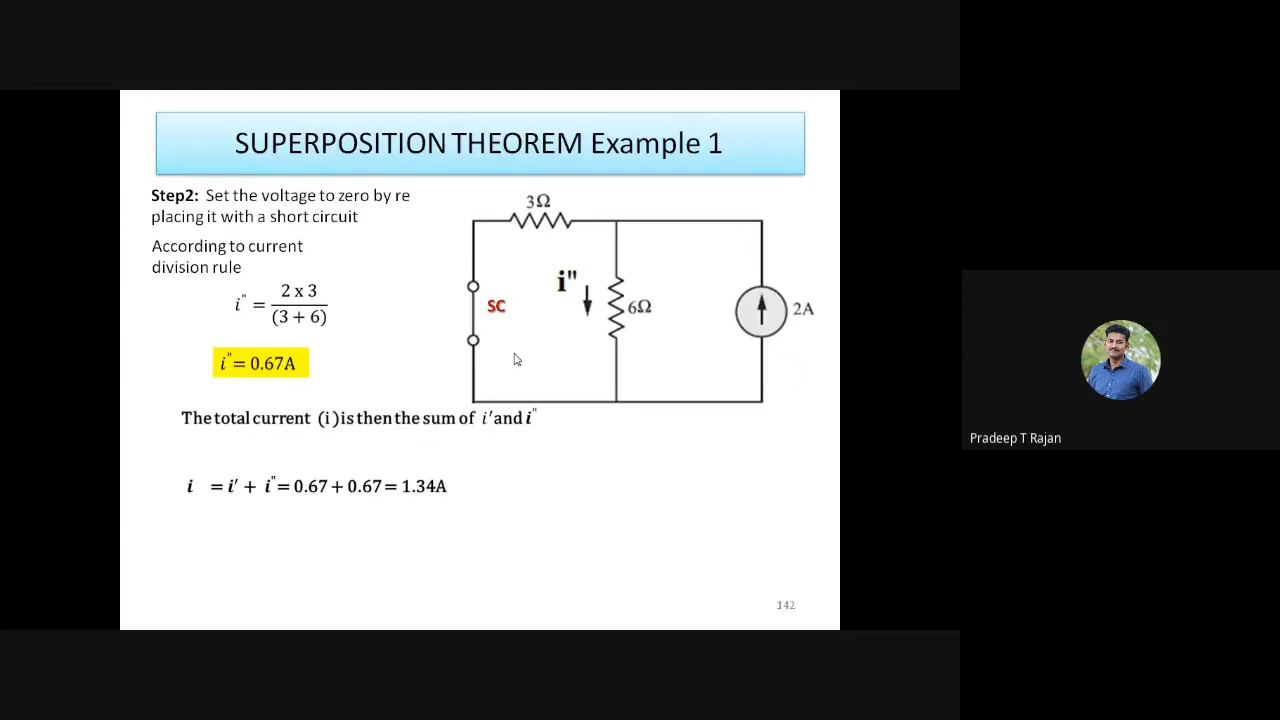 SUPERPOSITION THEOREM Example 1
Step2: Set the voltage to zero by re
placing it with a short circuit
According to current
division rule
i" = 2 x 3
(3 + 6)
i"= 0.67A
3Ω
i"
SC
6Ω
2A
The total current (i) is then the sum of i' and i"
i = i' + i"= 0.67 + 0.67 = 1.34A
142
Pradeep T Rajan